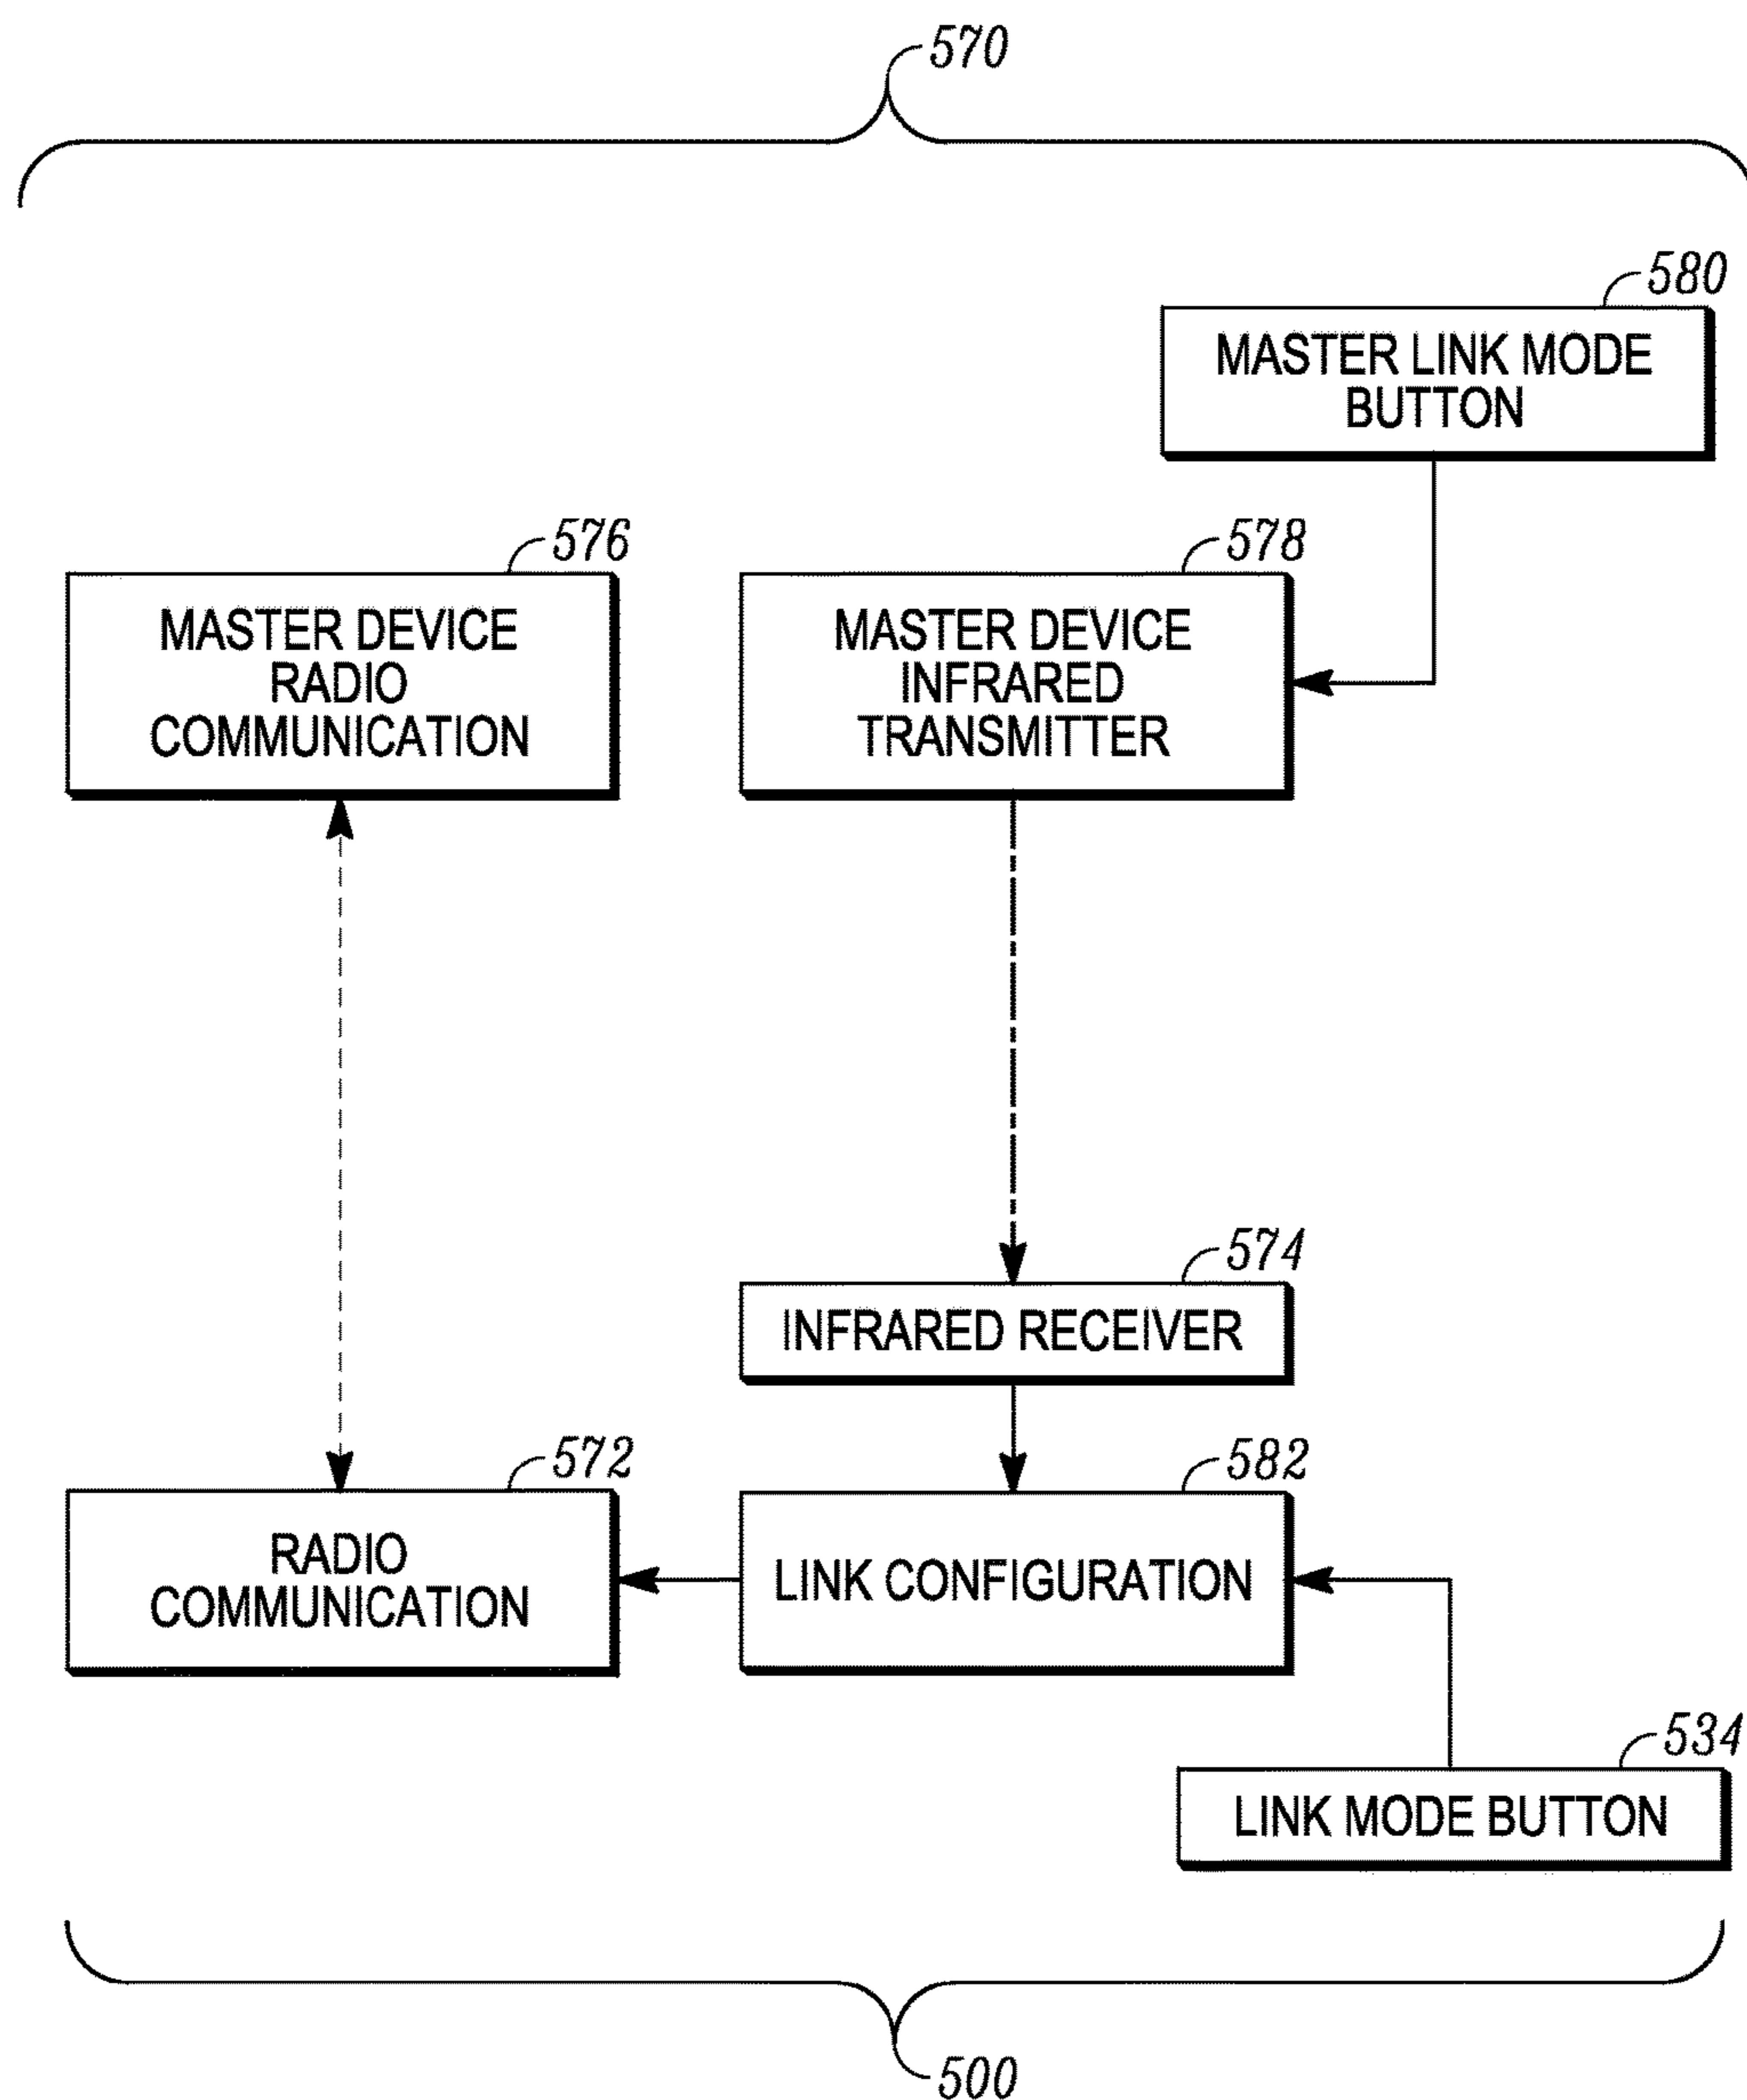 570
580
MASTER LINK MODE
BUTTON
576
MASTER DEVICE
RADIO
COMMUNICATION
578
MASTER DEVICE
INFRARED
TRANSMITTER
574
INFRARED RECEIVER
572
RADIO
COMMUNICATION
582
LINK CONFIGURATION
534
LINK MODE BUTTON
500